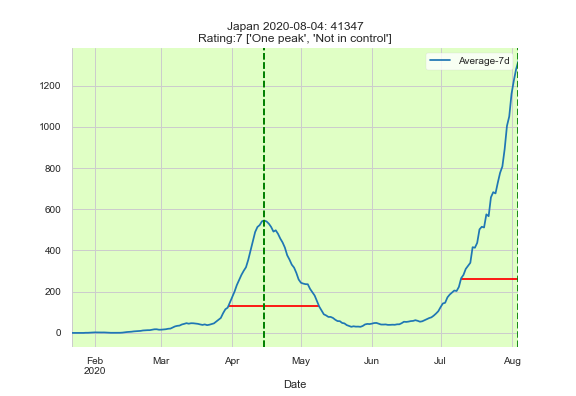 Japan 2020-08-04: 41347
Rating:7 ['One peak', 'Not in control']
Average-7d
1200
1000
800
600
400
200
0
Feb
2020
Mar
Apr
May
Jun
Jul
Aug
Date